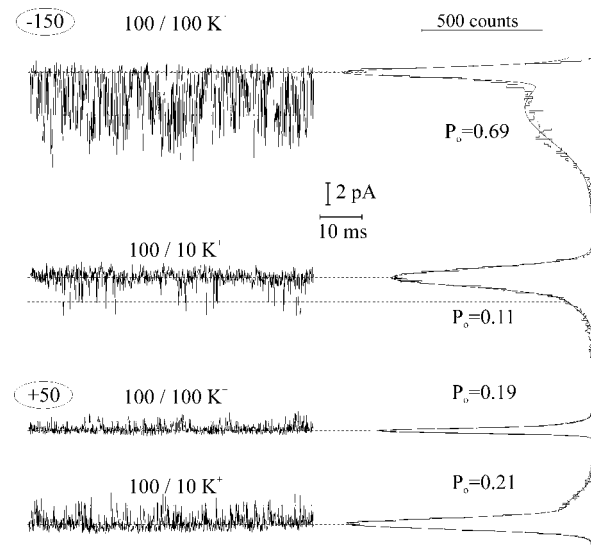 -150
100 / 100 K
500 counts
Pₒ=0.69
2 pA
10 ms
100 / 10 K⁺
Pₒ=0.11
+50
100 / 100 K⁺
Pₒ=0.19
100 / 10 K⁺
Pₒ=0.21